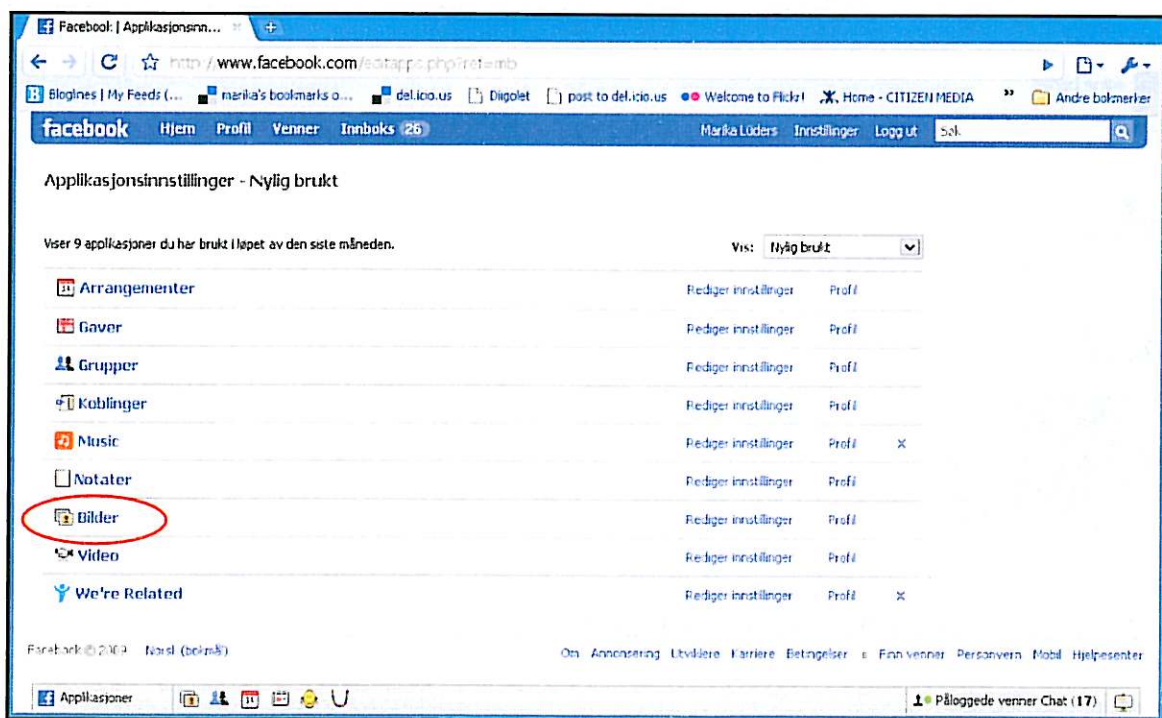 Facebook | Applikasjonsinn...
http://www.facebook.com/editapps.php?ref=mb
Bloglines | My Feeds (... marika's bookmarks o... del.icio.us Diigolet post to del.icio.us Welcome to Flickr! Home - CITIZEN MEDIA » Andre bokmerker
facebook Hjem Profil Venner Innboks 26 Marika Lüders Innstillinger Logg ut Søk
Applikasjonsinnstillinger - Nylig brukt
Viser 9 applikasjoner du har brukt i løpet av den siste måneden. Vis: Nylig brukt
Arrangementer Rediger innstillinger Profil
Gaver Rediger innstillinger Profil
Grupper Rediger innstillinger Profil
Koblinger Rediger innstillinger Profil
Music Rediger innstillinger Profil x
Notater Rediger innstillinger Profil
Bilder Rediger innstillinger Profil
Video Rediger innstillinger Profil
We're Related Rediger innstillinger Profil x
Facebook © 2009 Norsk (bokmål) Om Annonsering Utviklere Karriere Betingelser Finn venner Personvern Mobil Hjelpesenter
Applikasjoner Påloggede venner Chat (17)